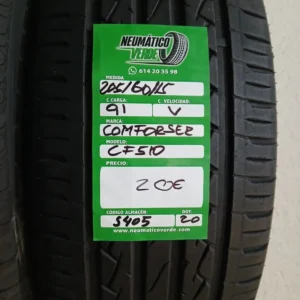 NEUMÁTICO
VERDE
614 20 35 98
MEDIDA:
205/60/15
C. CARGA: C. VELOCIDAD:
91 V
MARCA:
COMFORSER
MODELO:
CF510
PRECIO:
20€
CÓDIGO ALMACÉN: DOT:
5405 20
www.neumaticoverde.com